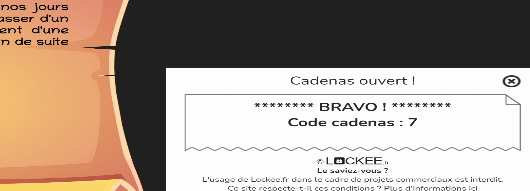 nos jours
asser d'un
ent d'une
n de suite
Cadenas ouvert !
******** BRAVO ! ********
Code cadenas : 7
© LOCKEE.fr
Le saviez-vous ?
L'usage de Lockee.fr dans le cadre de projets commerciaux est interdit.
Ce site respecte-t-il ces conditions ? Plus d'informations ici